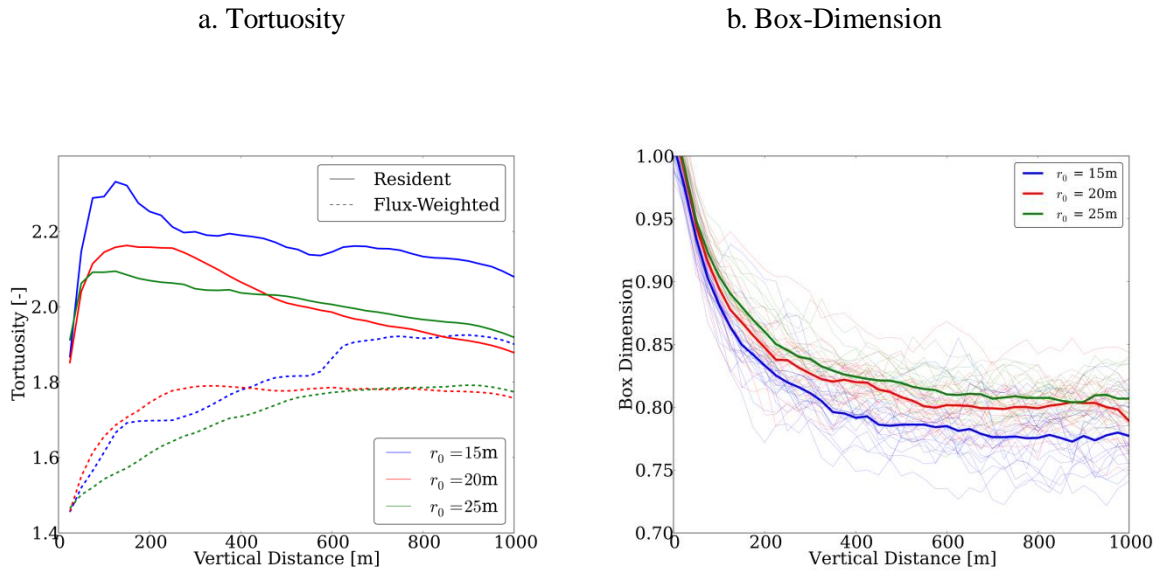 a. Tortuosity
b. Box-Dimension
Tortuosity [-]
2.2
2.0
1.8
1.6
1.4
0
200
400
600
800
1000
Vertical Distance [m]
Resident
Flux-Weighted
r₀ =15m
r₀ =20m
r₀ =25m
Box Dimension
1.00
0.95
0.90
0.85
0.80
0.75
0.70
0
200
400
600
800
1000
Vertical Distance [m]
r₀ = 15m
r₀ = 20m
r₀ = 25m